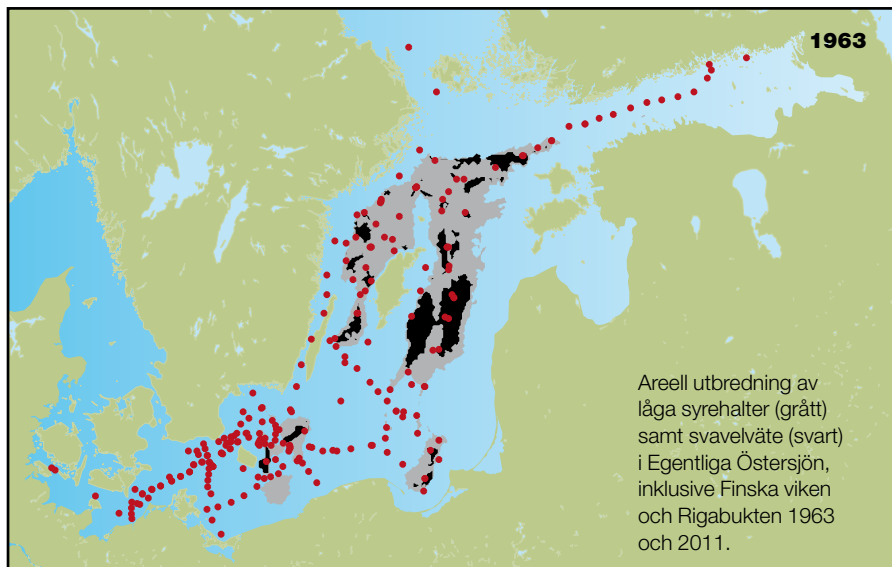 1963
Areell utbredning av
låga syrehalter (grått)
samt svavelväte (svart)
i Egentliga Östersjön,
inklusive Finska viken
och Rigabukten 1963
och 2011.